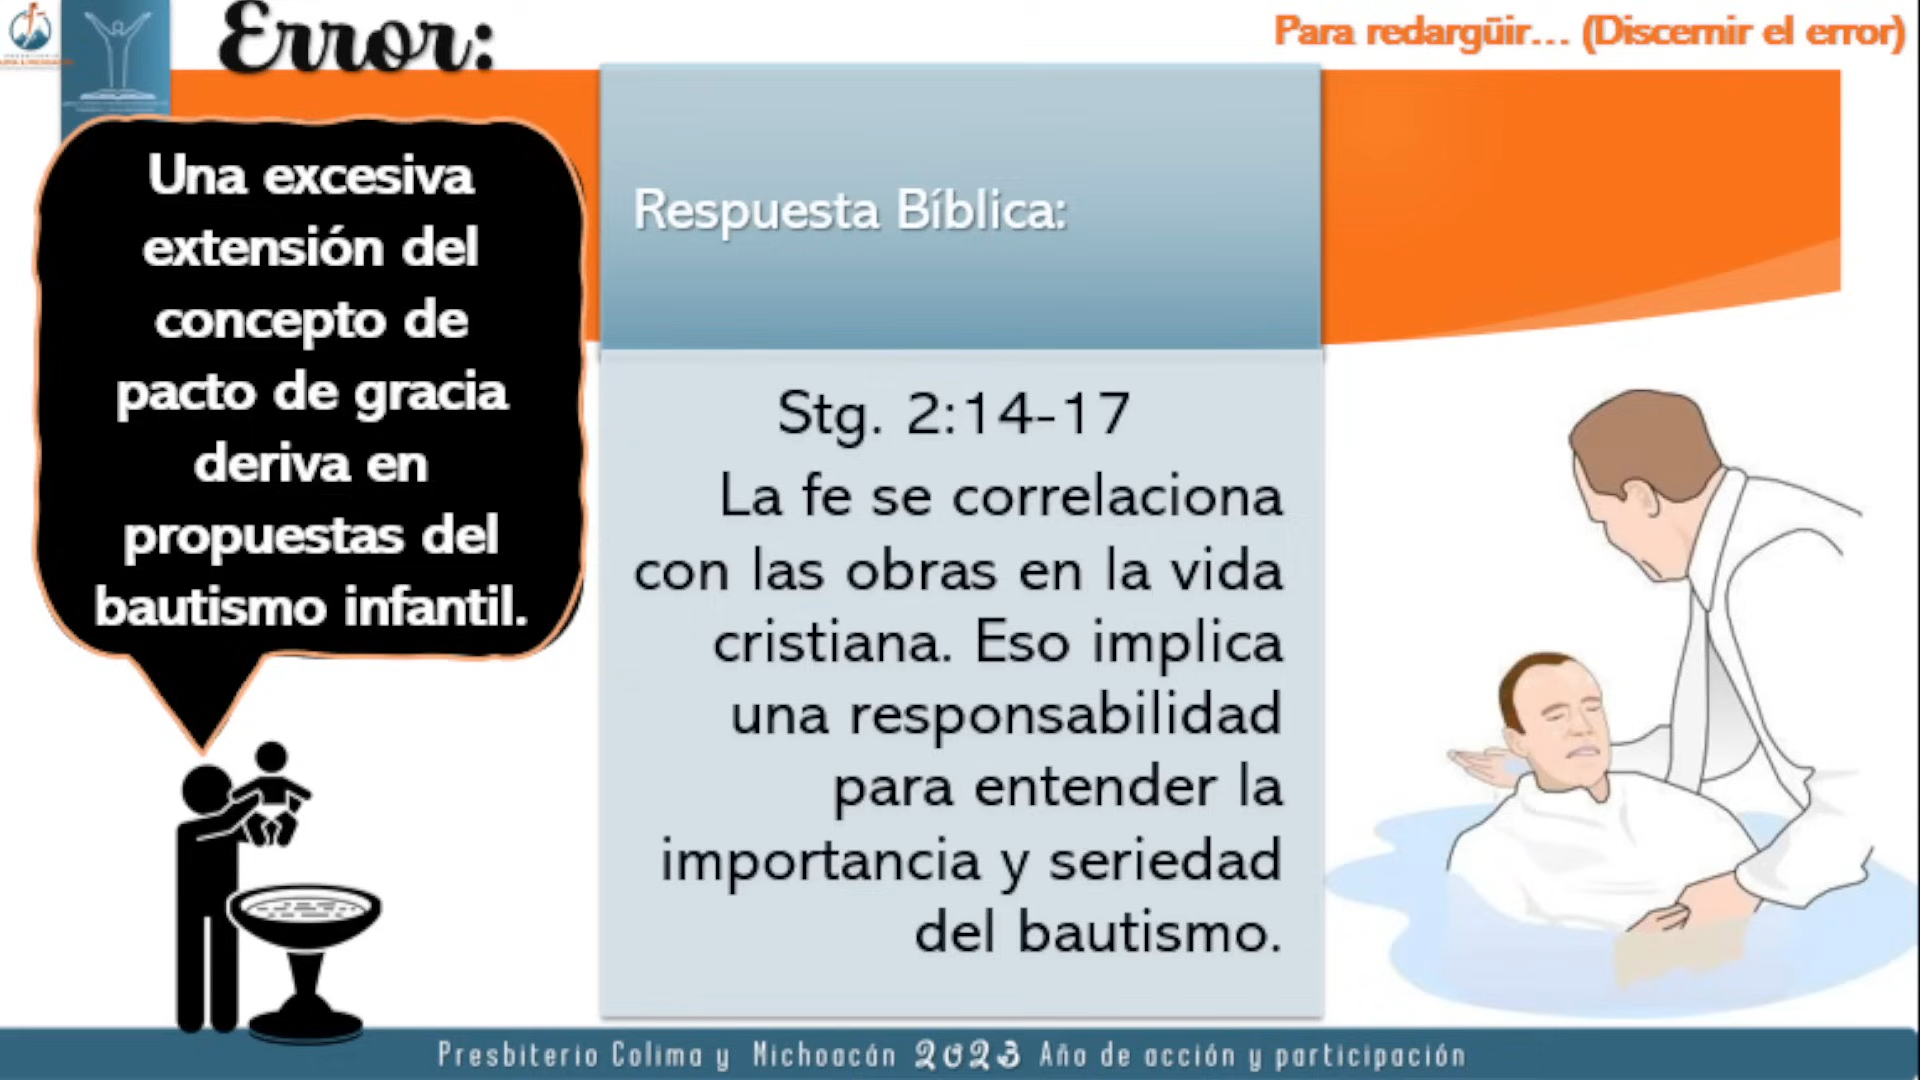 Error:
Para redargüir... (Discernir el error)
Una excesiva
extensión del
concepto de
pacto de gracia
deriva en
propuestas del
bautismo infantil.
Respuesta Bíblica:
Stg. 2:14-17
La fe se correlaciona
con las obras en la vida
cristiana. Eso implica
una responsabilidad
para entender la
importancia y seriedad
del bautismo.
Presbiterio Colima y Michoacán 2023 Año de acción y participación